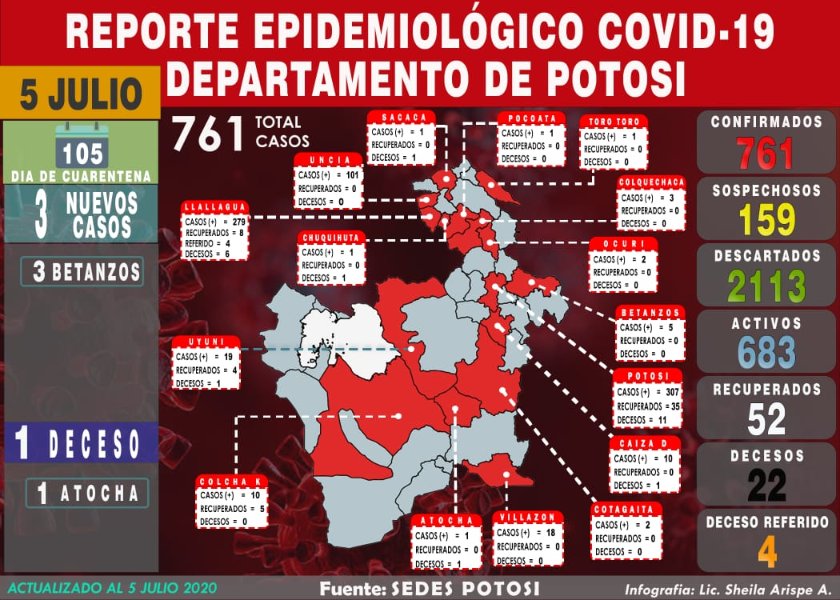 REPORTE EPIDEMIOLÓGICO COVID-19
DEPARTAMENTO DE POTOSI
5 JULIO
105
DIA DE CUARENTENA
3 NUEVOS
CASOS
3 BETANZOS
1 DECESO
1 ATOCHA
761 TOTAL
CASOS
SACACA
CASOS (+) = 1
RECUPERADOS = 0
DECESOS = 1
POCOATA
CASOS (+) = 1
RECUPERADOS = 0
DECESOS = 0
TORO TORO
CASOS (+) = 1
RECUPERADOS = 0
DECESOS = 0
UNCIA
CASOS (+) = 101
RECUPERADOS = 0
DECESOS = 0
COLQUECHACA
CASOS (+) = 3
RECUPERADOS =0
DECESOS =0
LLALLAGUA
CASOS (+) = 279
RECUPERADOS = 8
REFERIDO = 4
DECESOS = 6
CHUQUIHUTA
CASOS (+) = 1
RECUPERADOS = 0
DECESOS = 1
OCURI
CASOS (+) = 2
RECUPERADOS =0
DECESOS =0
BETANZOS
CASOS (+) = 5
RECUPERADOS =0
DECESOS =0
UYUNI
CASOS (+) = 19
RECUPERADOS = 4
DECESOS = 1
POTOSI
CASOS (+) = 307
RECUPERADOS =35
DECESOS = 11
CAIZA D
CASOS (+) = 10
RECUPERADOS =0
DECESOS = 1
COLCHA K
CASOS (+) = 10
RECUPERADOS = 5
DECESOS = 0
ATOCHA
CASOS (+) = 1
RECUPERADOS = 0
DECESOS = 1
VILLAZON
CASOS (+) = 18
RECUPERADOS = 0
DECESOS = 0
COTAGAITA
CASOS (+) = 2
RECUPERADOS =0
DECESOS =0
CONFIRMADOS
761
SOSPECHOSOS
159
DESCARTADOS
2113
ACTIVOS
683
RECUPERADOS
52
DECESOS
22
DECESO REFERIDO
4
ACTUALIZADO AL 5 JULIO 2020
Fuente: SEDES POTOSI
Infografia: Lic. Sheila Arispe A.